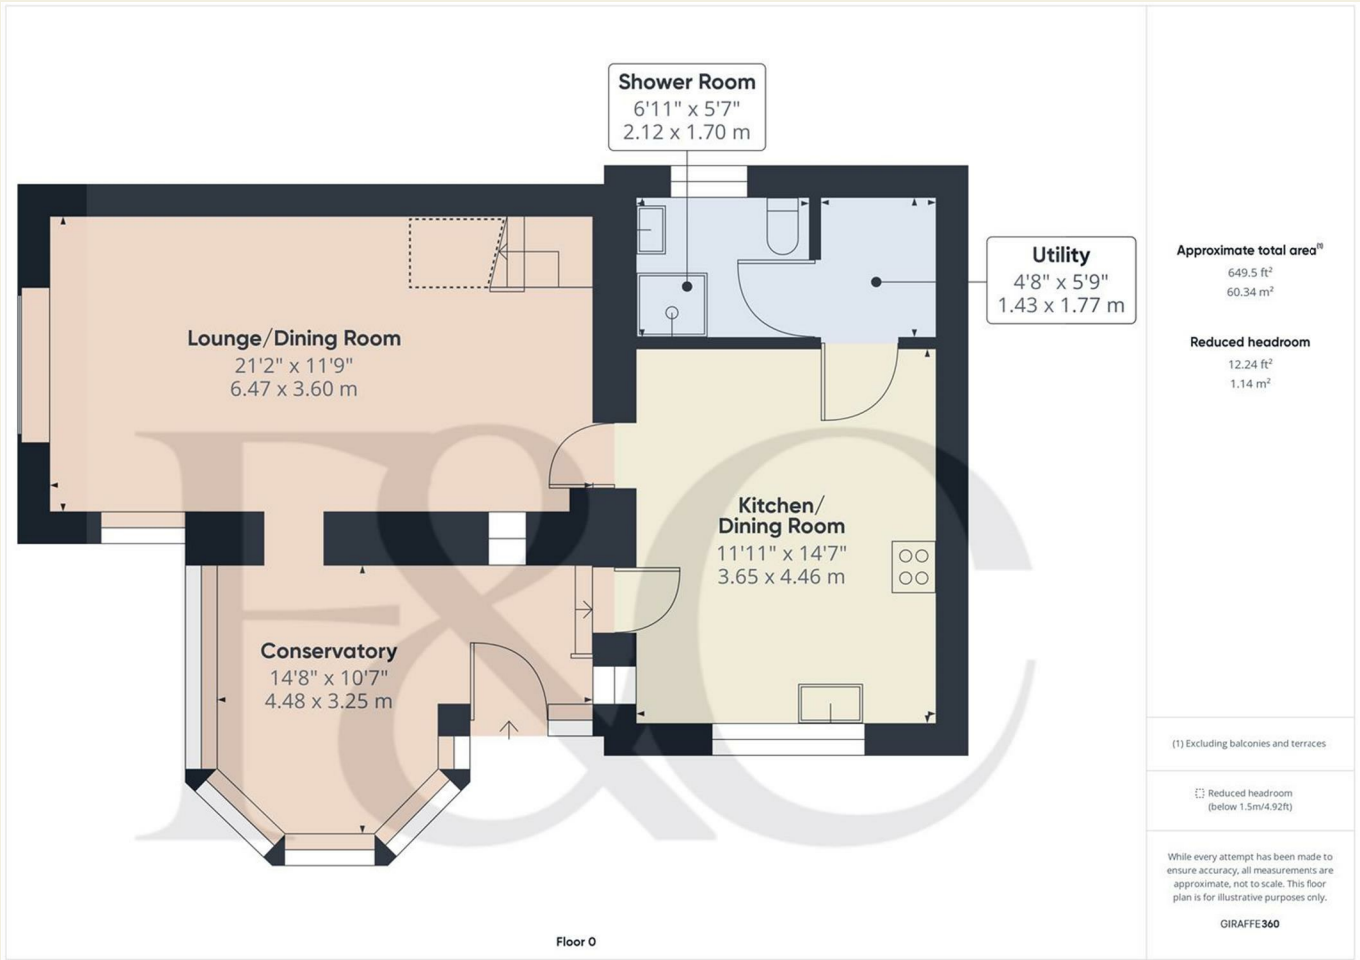 Shower Room
6'11" x 5'7"
2.12 x 1.70 m
Utility
4'8" x 5'9"
1.43 x 1.77 m
Lounge/Dining Room
21'2" x 11'9"
6.47 x 3.60 m
Kitchen/
Dining Room
11'11" x 14'7"
3.65 x 4.46 m
Conservatory
14'8" x 10'7"
4.48 x 3.25 m
F&C
Floor 0
Approximate total area(1)
649.5 ft²
60.34 m²
Reduced headroom
12.24 ft²
1.14 m²
(1) Excluding balconies and terraces
Reduced headroom
(below 1.5m/4.92ft)
While every attempt has been made to
ensure accuracy, all measurements are
approximate, not to scale. This floor
plan is for illustrative purposes only.
GIRAFFE360